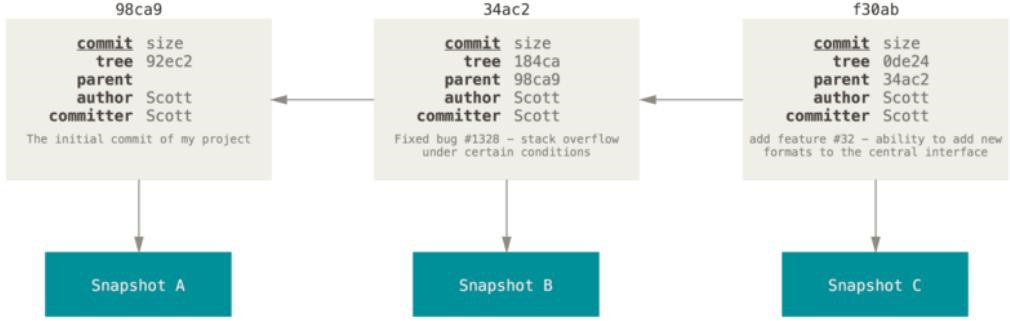 98ca9
commit size
tree 92ec2
parent
author Scott
committer Scott
The initial commit of my project
Snapshot A
34ac2
commit size
tree 184ca
parent 98ca9
author Scott
committer Scott
Fixed bug #1328 - stack overflow
under certain conditions
Snapshot B
f30ab
commit size
tree 0de24
parent 34ac2
author Scott
committer Scott
add feature #32 - ability to add new
formats to the central interface
Snapshot C